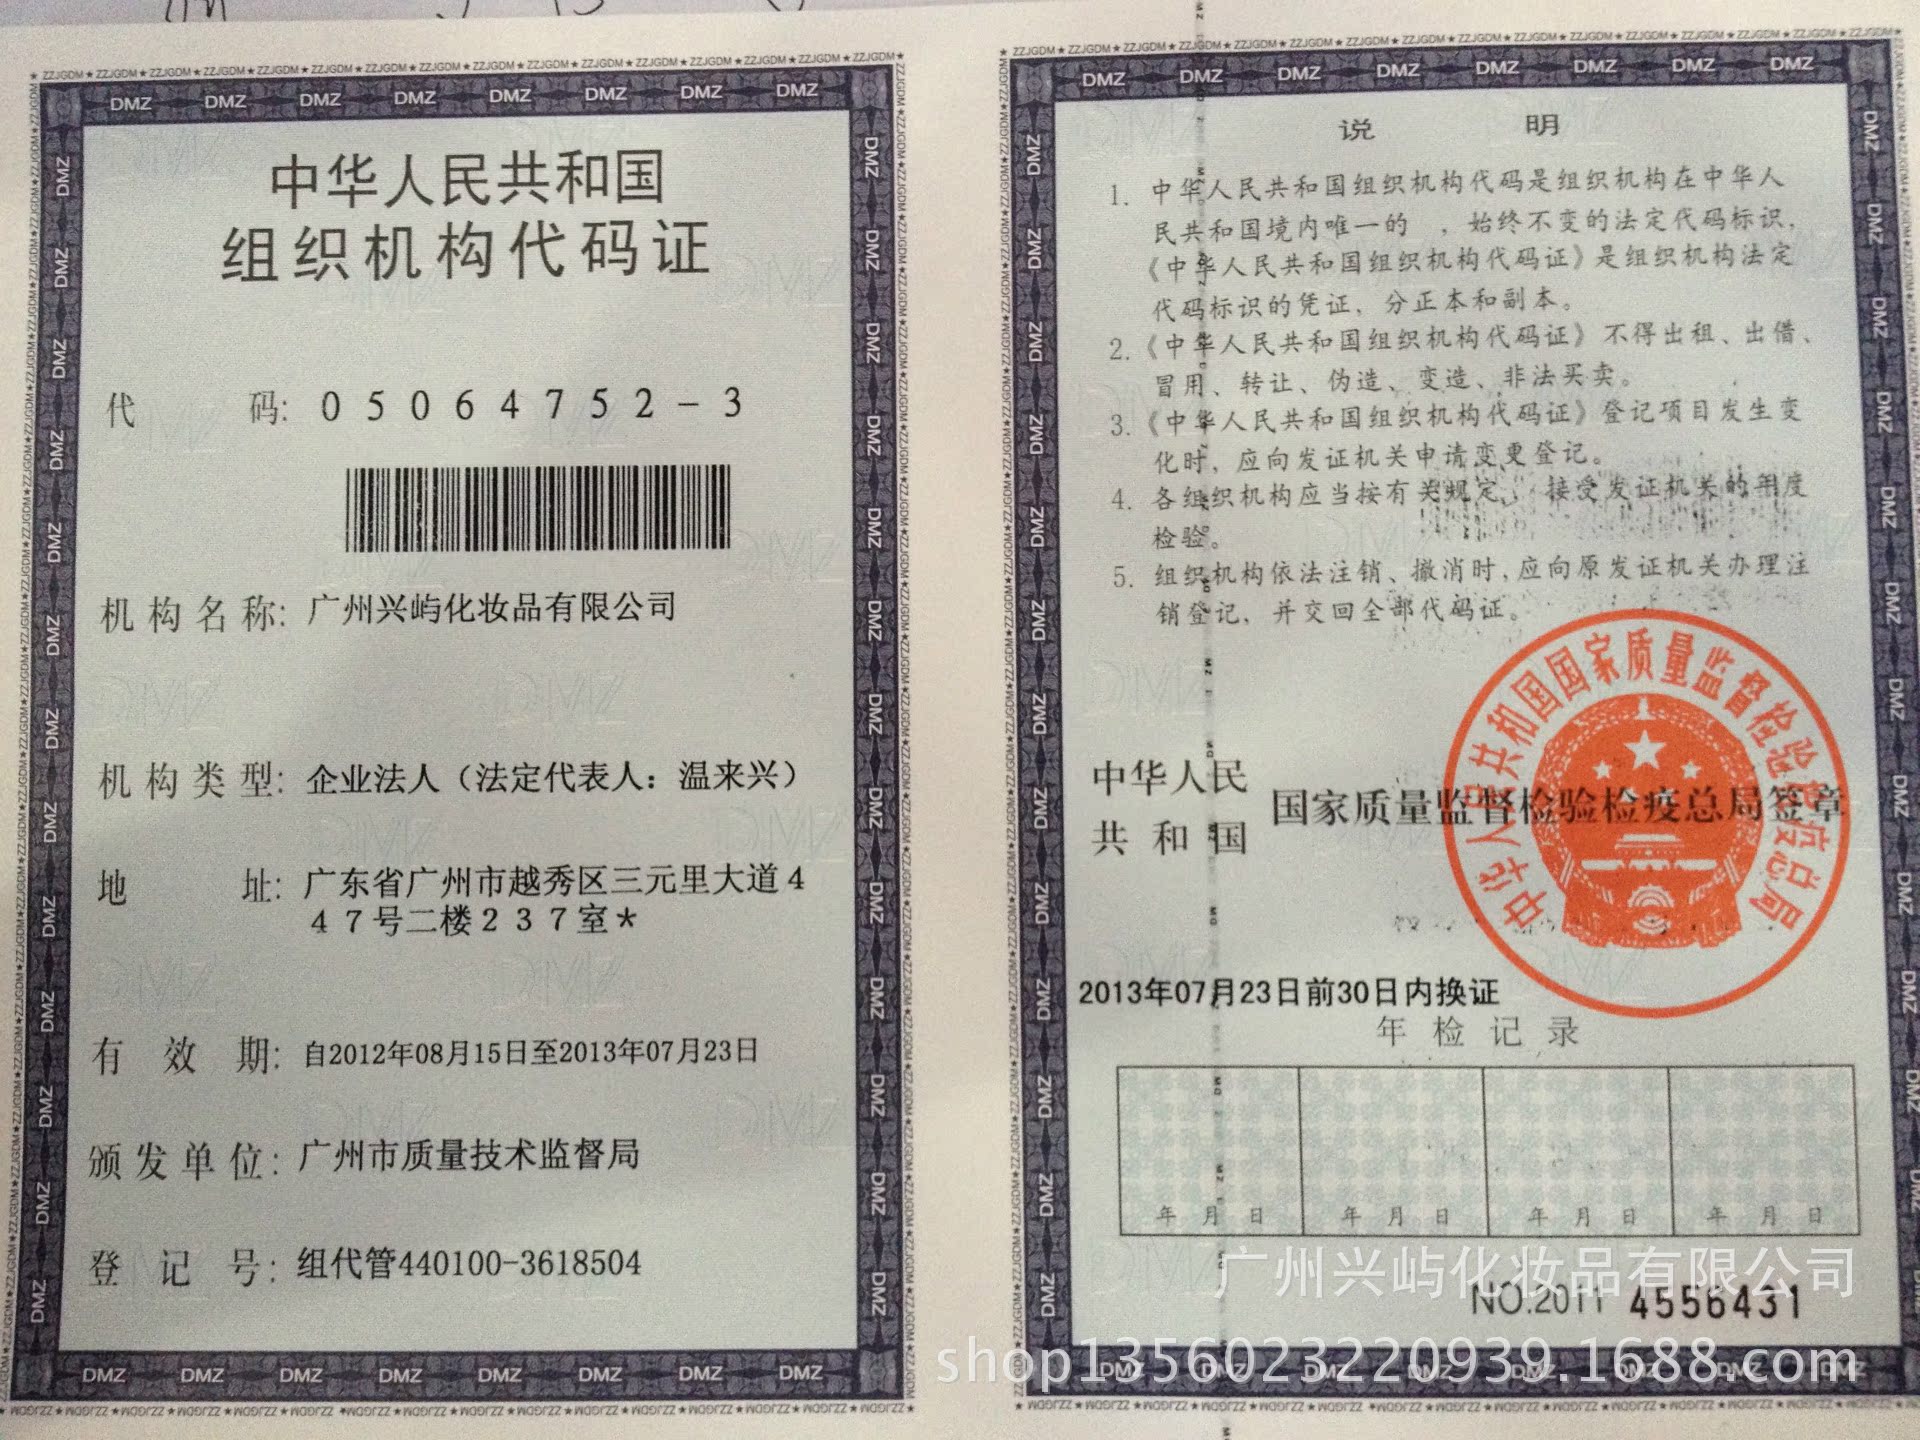 中华人民共和国
组织机构代码证
代 码: 05064752-3
机构名称: 广州兴屿化妆品有限公司
机构类型: 企业法人（法定代表人：温来兴）
地 址: 广东省广州市越秀区三元里大道4
47号二楼237室*
有 效 期: 自2012年08月15日至2013年07月23日
颁发单位: 广州市质量技术监督局
登 记 号: 组代管440100-3618504
说 明
1. 中华人民共和国组织机构代码是组织机构在中华人
民共和国境内唯一的 ，始终不变的法定代码标识，
《中华人民共和国组织机构代码证》是组织机构法定
代码标识的凭证，分正本和副本。
2.《中华人民共和国组织机构代码证》不得出租、出借、
冒用、转让、伪造、变造、非法买卖。
3.《中华人民共和国组织机构代码证》登记项目发生变
化时，应向发证机关申请变更登记。
4. 各组织机构应当按有关规定，接受发证机关的年度
检验。
5. 组织机构依法注销、撤消时,应向原发证机关办理注
销登记，并交回全部代码证。
中华人民
共和国
国家质量监督检验检疫总局签章
中华人民共和国国家质量监督检验检疫总局
2013年07月23日前30日内换证
年检记录
年 月 日 年 月 日 年 月 日 年 月 日
广州兴屿化妆品有限公司
NO.2011 4556431
shop1356023220939.1688.com